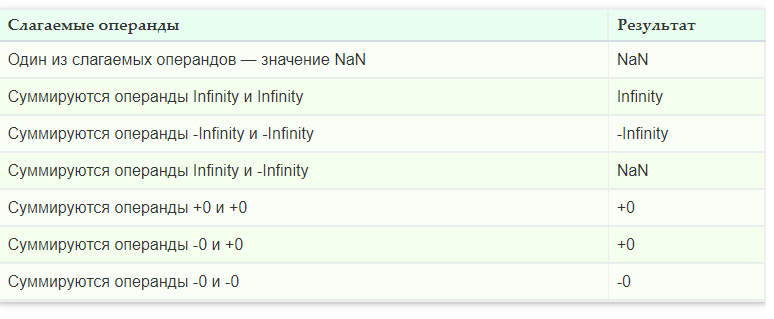 Слагаемые операнды Результат
Один из слагаемых операндов — значение NaN NaN
Суммируются операнды Infinity и Infinity Infinity
Суммируются операнды -Infinity и -Infinity -Infinity
Суммируются операнды Infinity и -Infinity NaN
Суммируются операнды +0 и +0 +0
Суммируются операнды -0 и +0 +0
Суммируются операнды -0 и -0 -0